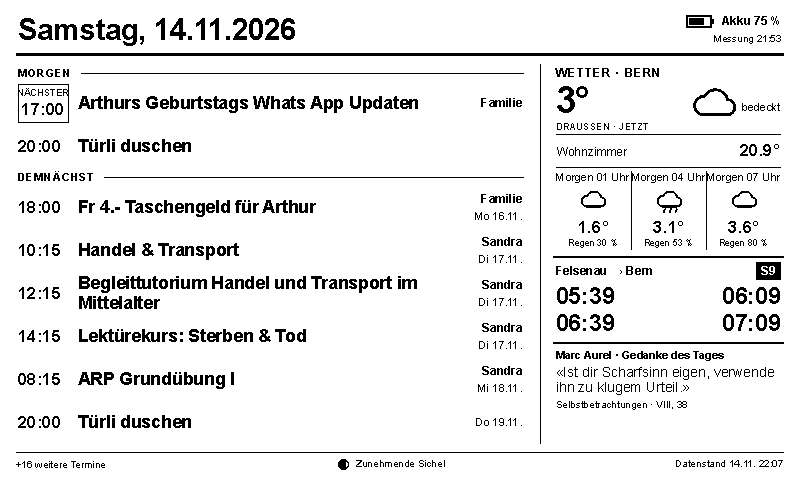 Samstag, 14.11.2026
Akku 75 %
Messung 21:53
MORGEN
NÄCHSTER
17:00 Arthurs Geburtstags Whats App Updaten Familie
20:00 Türli duschen
DEMNÄCHST
18:00 Fr 4.- Taschengeld für Arthur Familie
Mo 16.11.
10:15 Handel & Transport Sandra
Di 17.11.
12:15 Begleittutorium Handel und Transport im Mittelalter Sandra
Di 17.11.
14:15 Lektürekurs: Sterben & Tod Sandra
Di 17.11.
08:15 ARP Grundübung I Sandra
Mi 18.11.
20:00 Türli duschen Do 19.11.
WETTER · BERN
3° bedeckt
DRAUSSEN · JETZT
Wohnzimmer 20.9°
Morgen 01 Uhr Morgen 04 Uhr Morgen 07 Uhr
1.6° 3.1° 3.6°
Regen 30 % Regen 53 % Regen 80 %
Felsenau › Bern S9
05:39 06:09
06:39 07:09
Marc Aurel · Gedanke des Tages
«Ist dir Scharfsinn eigen, verwende
ihn zu klugem Urteil.»
Selbstbetrachtungen · VIII, 38
+16 weitere Termine
Zunehmende Sichel
Datenstand 14.11. 22:07